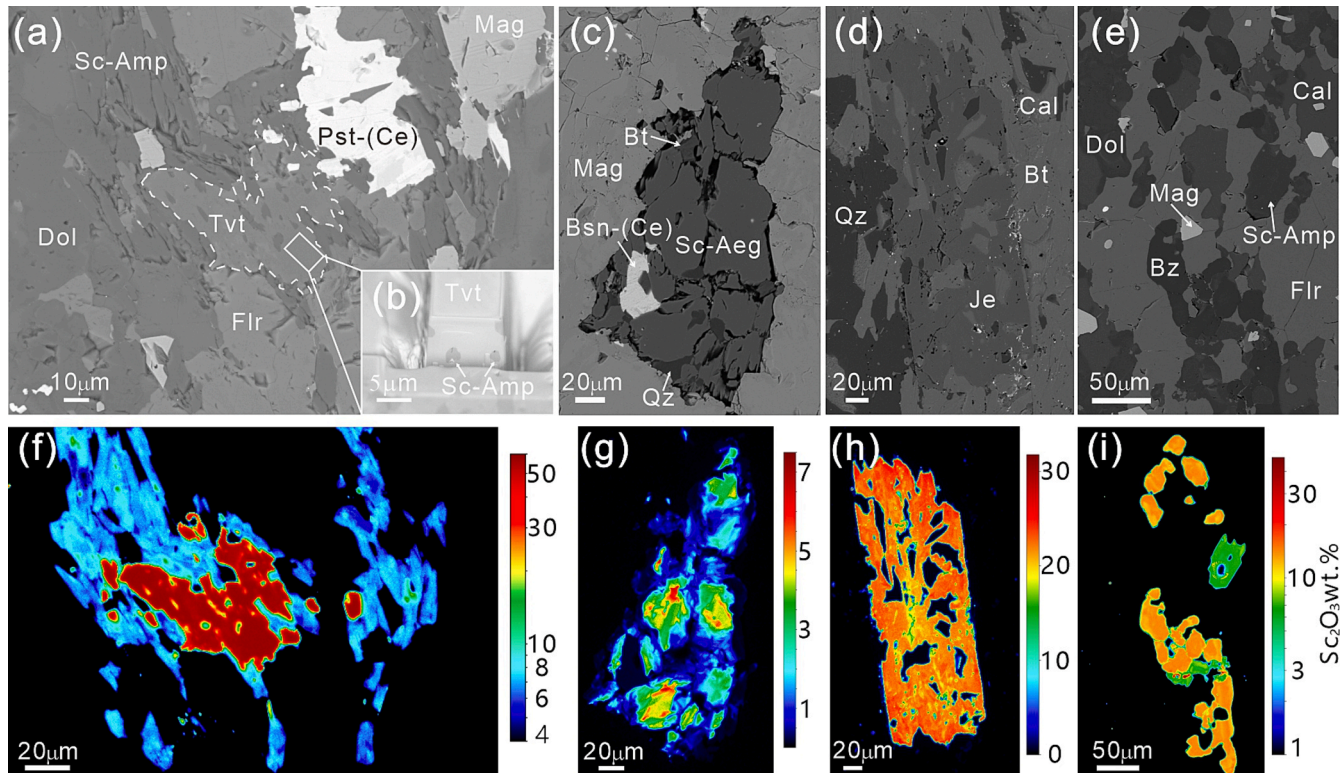 (a)
Mag
Sc-Amp
Pst-(Ce)
Tvt
Dol
Flr
10μm
(b)
Tvt
Sc-Amp
5μm
(c)
Bt
Mag
Bsn-(Ce)
Sc-Aeg
Qz
20μm
(d)
Cal
Bt
Qz
Je
20μm
(e)
Cal
Dol
Mag
Sc-Amp
Bz
Flr
50μm
(f)
50
30
10
8
6
4
20μm
(g)
7
5
3
1
20μm
(h)
30
20
10
0
20μm
(i)
30
10
3
1
50μm
Sc₂O₃wt.%